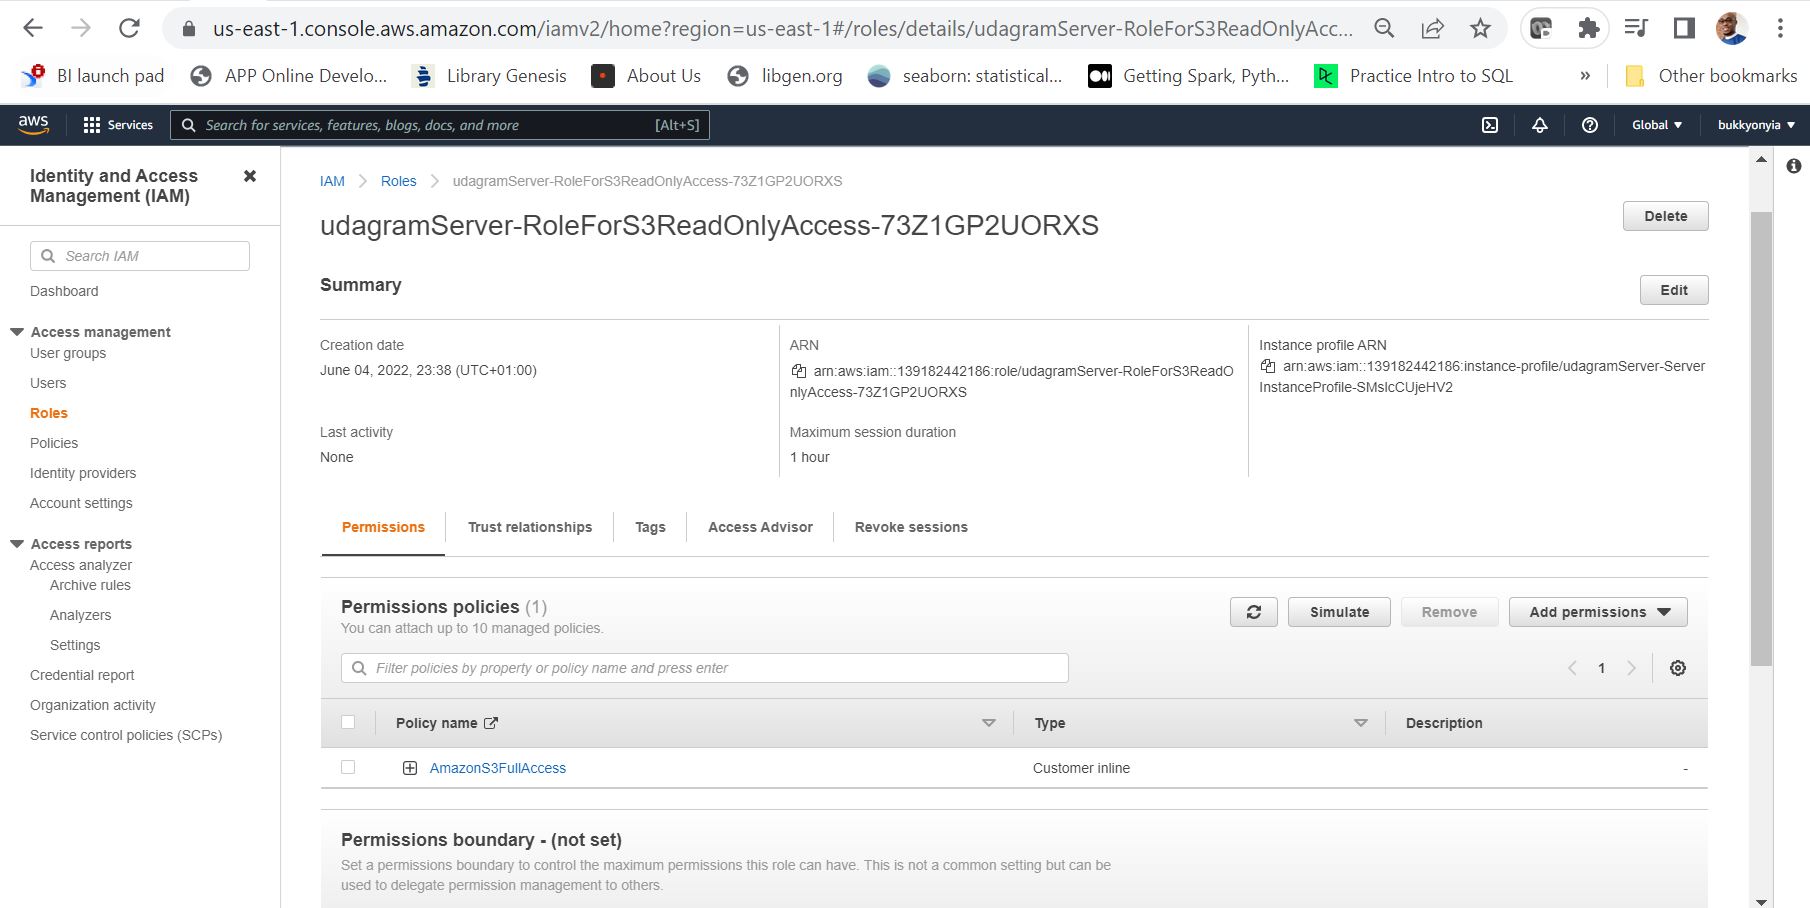 us-east-1.console.aws.amazon.com/iamv2/home?region=us-east-1#/roles/details/udagramServer-RoleForS3ReadOnlyAcc...
BI launch pad
APP Online Develo...
Library Genesis
About Us
libgen.org
seaborn: statistical...
Getting Spark, Pyth...
Practice Intro to SQL
»
Other bookmarks
aws
Services
Search for services, features, blogs, docs, and more
[Alt+S]
Global
bukkyonyia
Identity and Access
Management (IAM)
Search IAM
Dashboard
Access management
User groups
Users
Roles
Policies
Identity providers
Account settings
Access reports
Access analyzer
Archive rules
Analyzers
Settings
Credential report
Organization activity
Service control policies (SCPs)
IAM
Roles
udagramServer-RoleForS3ReadOnlyAccess-73Z1GP2UORXS
udagramServer-RoleForS3ReadOnlyAccess-73Z1GP2UORXS
Delete
Summary
Edit
Creation date
June 04, 2022, 23:38 (UTC+01:00)
ARN
arn:aws:iam::139182442186:role/udagramServer-RoleForS3ReadO
nlyAccess-73Z1GP2UORXS
Instance profile ARN
arn:aws:iam::139182442186:instance-profile/udagramServer-Server
InstanceProfile-SMslcCUjeHV2
Last activity
None
Maximum session duration
1 hour
Permissions
Trust relationships
Tags
Access Advisor
Revoke sessions
Permissions policies (1)
You can attach up to 10 managed policies.
Simulate
Remove
Add permissions
Filter policies by property or policy name and press enter
1
Policy name
Type
Description
AmazonS3FullAccess
Customer inline
-
Permissions boundary - (not set)
Set a permissions boundary to control the maximum permissions this role can have. This is not a common setting but can be
used to delegate permission management to others.